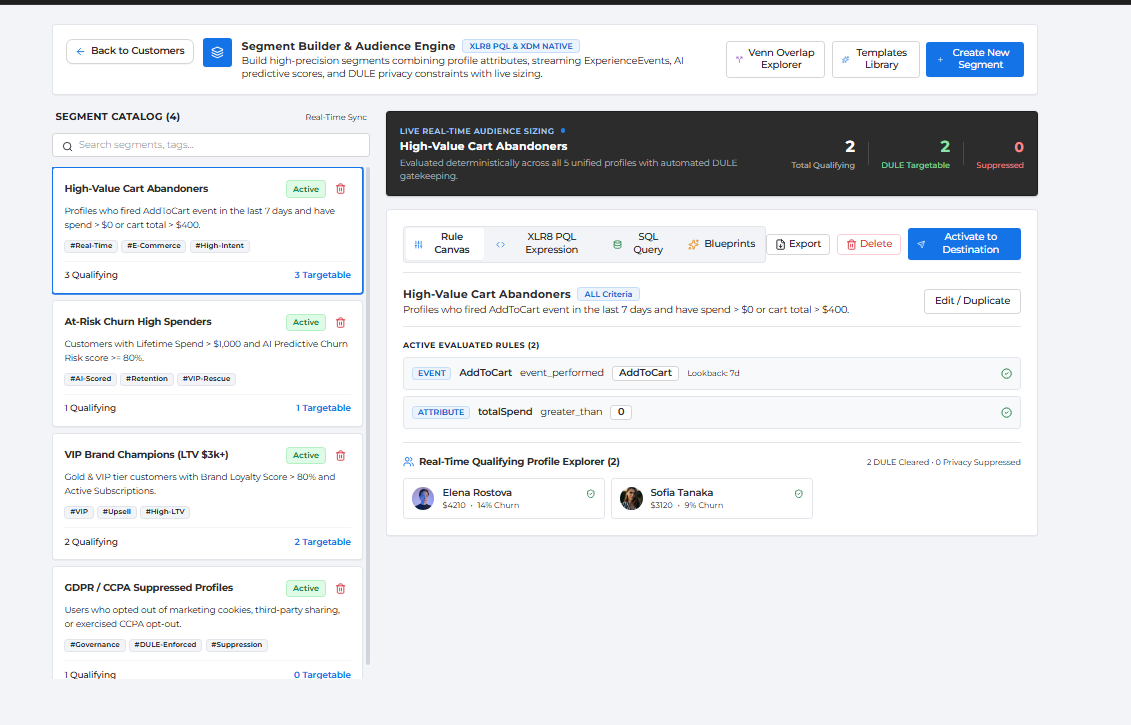 Back to Customers
Segment Builder & Audience Engine
XLR8 PQL & XDM NATIVE
Build high-precision segments combining profile attributes, streaming ExperienceEvents, AI
predictive scores, and DULE privacy constraints with live sizing.
Venn Overlap
Explorer
Templates
Library
Create New
Segment
SEGMENT CATALOG (4)
Real-Time Sync
Search segments, tags...
High-Value Cart Abandoners
Active
Profiles who fired AddToCart event in the last 7 days and have
spend > $0 or cart total > $400.
#Real-Time
#E-Commerce
#High-Intent
3 Qualifying
3 Targetable
At-Risk Churn High Spenders
Active
Customers with Lifetime Spend > $1,000 and AI Predictive Churn
Risk score >= 80%.
#AI-Scored
#Retention
#VIP-Rescue
1 Qualifying
1 Targetable
VIP Brand Champions (LTV $3k+)
Active
Gold & VIP tier customers with Brand Loyalty Score > 80% and
Active Subscriptions.
#VIP
#Upsell
#High-LTV
2 Qualifying
2 Targetable
GDPR / CCPA Suppressed Profiles
Active
Users who opted out of marketing cookies, third-party sharing,
or exercised CCPA opt-out.
#Governance
#DULE-Enforced
#Suppression
1 Qualifying
0 Targetable
LIVE REAL-TIME AUDIENCE SIZING
High-Value Cart Abandoners
Evaluated deterministically across all 5 unified profiles with automated DULE
gatekeeping.
2
Total Qualifying
2
DULE Targetable
0
Suppressed
Rule
Canvas
XLR8 PQL
Expression
SQL
Query
Blueprints
Export
Delete
Activate to
Destination
High-Value Cart Abandoners
ALL Criteria
Profiles who fired AddToCart event in the last 7 days and have spend > $0 or cart total > $400.
Edit / Duplicate
ACTIVE EVALUATED RULES (2)
EVENT
AddToCart
event_performed
AddToCart
Lookback: 7d
ATTRIBUTE
totalSpend
greater_than
0
Real-Time Qualifying Profile Explorer (2)
2 DULE Cleared · 0 Privacy Suppressed
Elena Rostova
$4210 · 14% Churn
Sofia Tanaka
$3120 · 9% Churn